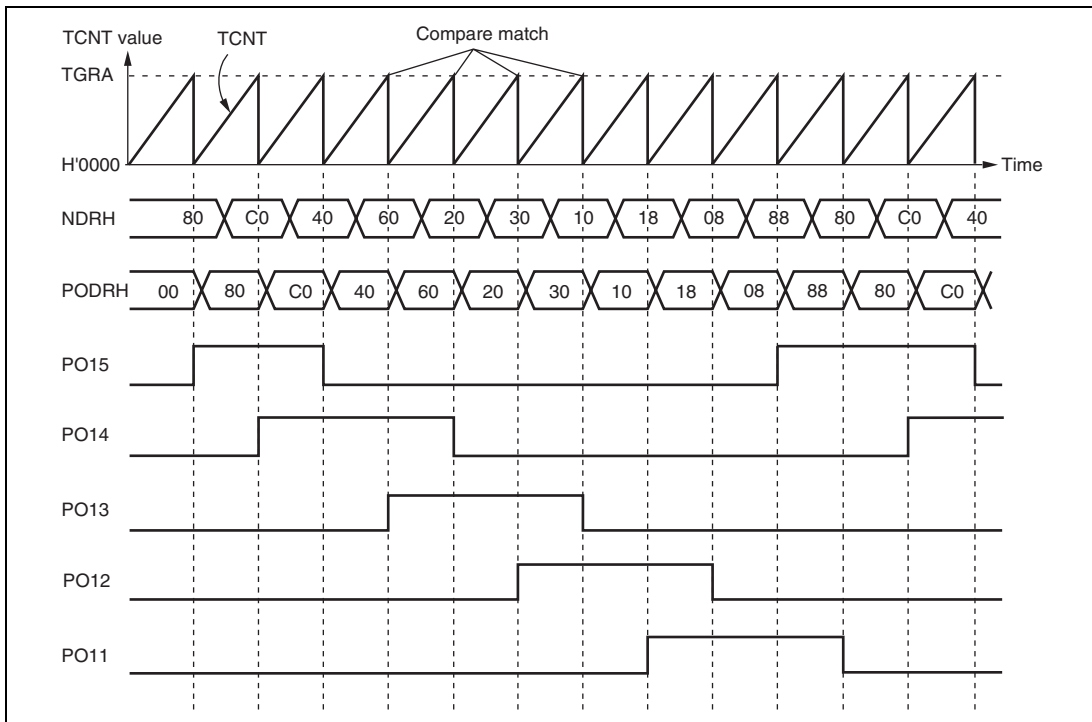 TCNT value
TCNT
Compare match
TGRA
H'0000
Time
NDRH
80 C0 40 60 20 30 10 18 08 88 80 C0 40
PODRH
00 80 C0 40 60 20 30 10 18 08 88 80 C0
PO15
PO14
PO13
PO12
PO11